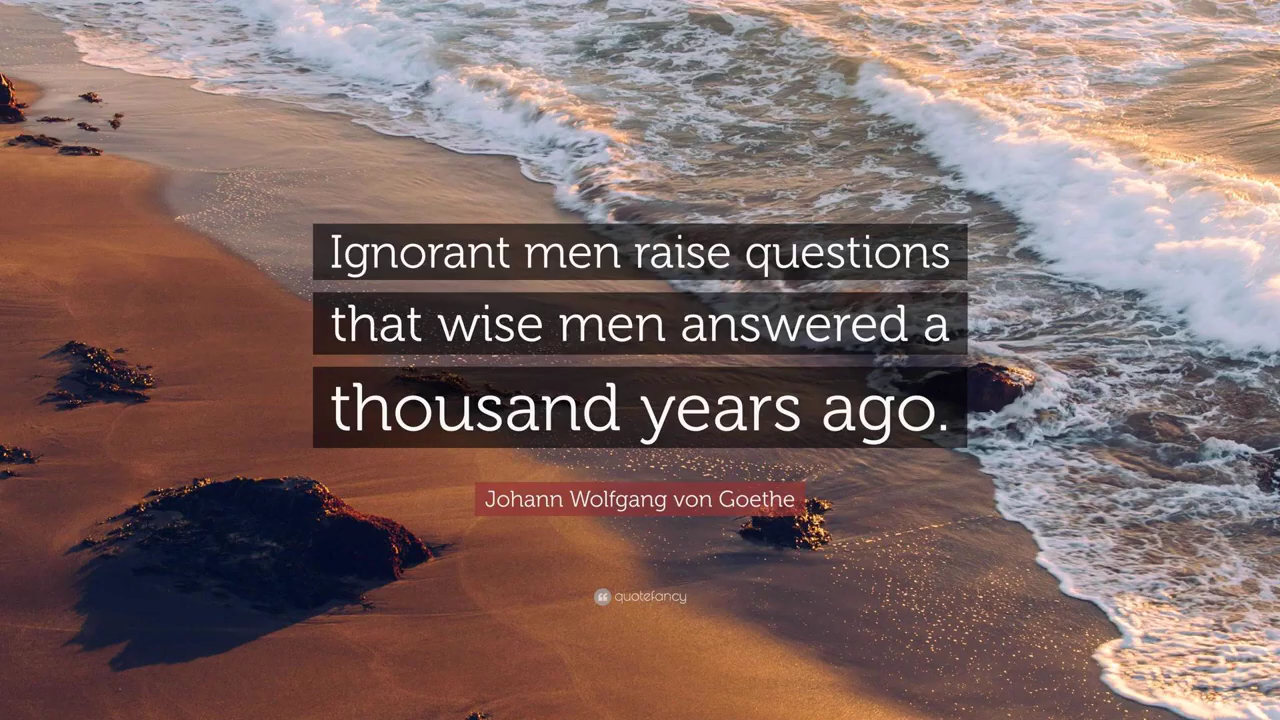 Ignorant men raise questions
that wise men answered a
thousand years ago.
Johann Wolfgang von Goethe
quotefancy